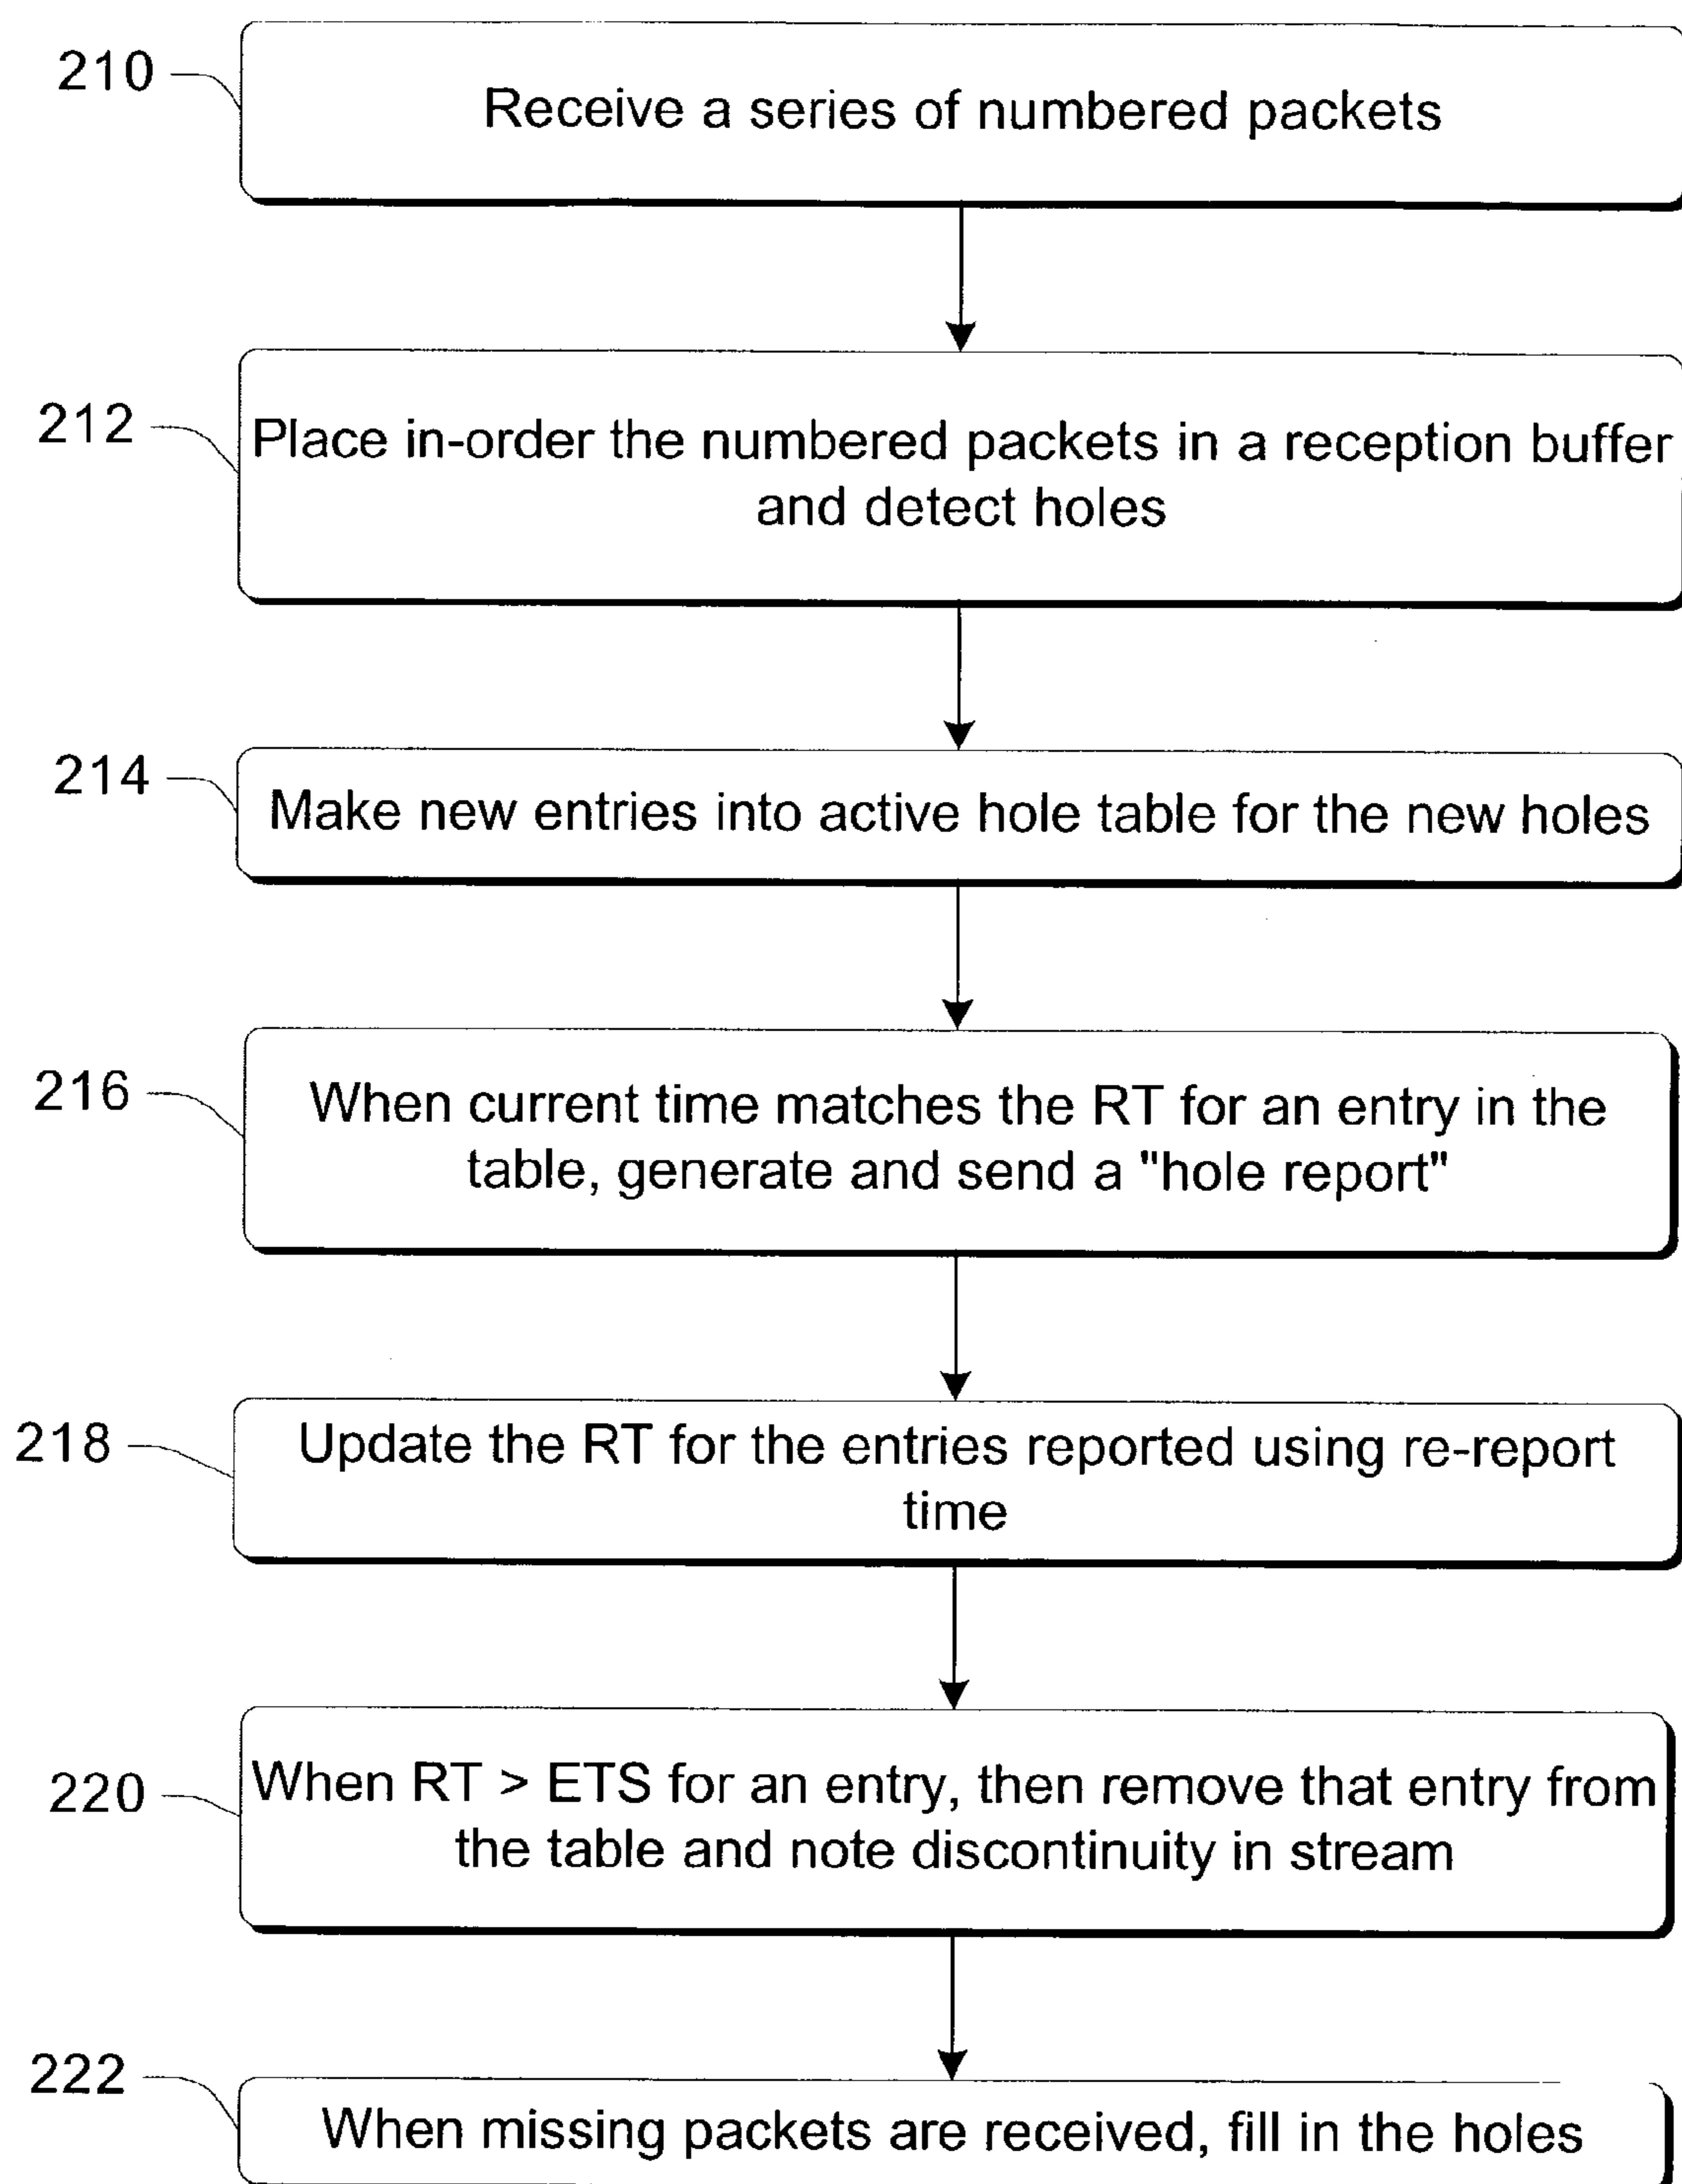 210
Receive a series of numbered packets
212
Place in-order the numbered packets in a reception buffer
and detect holes
214
Make new entries into active hole table for the new holes
216
When current time matches the RT for an entry in the
table, generate and send a "hole report"
218
Update the RT for the entries reported using re-report
time
220
When RT > ETS for an entry, then remove that entry from
the table and note discontinuity in stream
222
When missing packets are received, fill in the holes